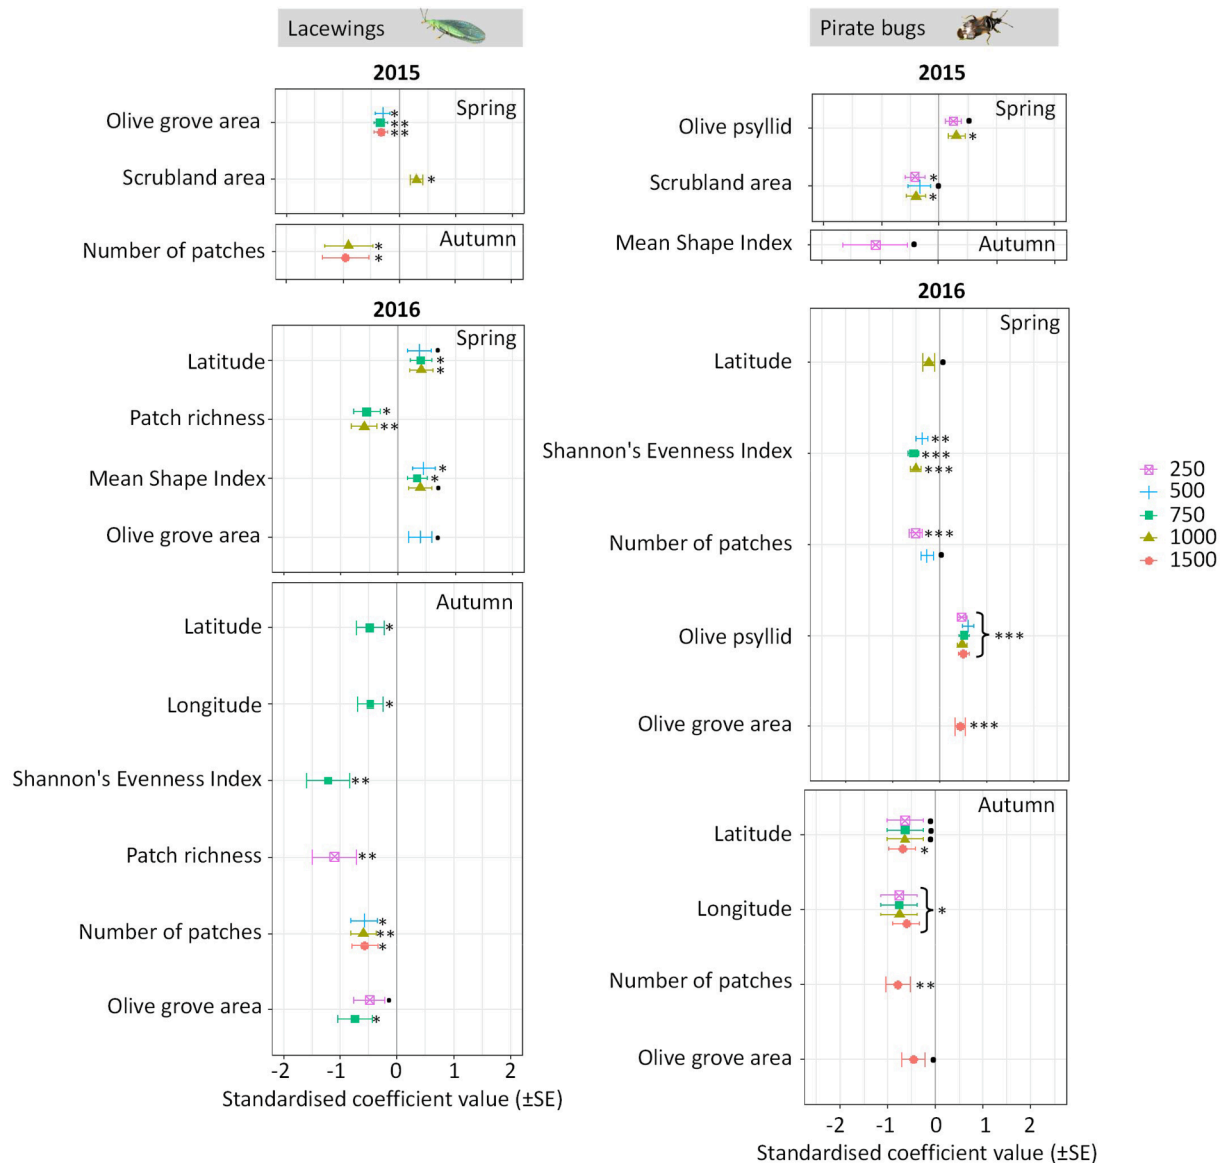 Lacewings
2015
Spring
Olive grove area
*
**
**
Scrubland area
*
Autumn
Number of patches
*
*
2016
Spring
Latitude
•
*
*
Patch richness
*
**
Mean Shape Index
*
*
•
Olive grove area
•
Autumn
Latitude
*
Longitude
*
Shannon's Evenness Index
**
Patch richness
**
Number of patches
*
**
*
Olive grove area
•
*
-2 -1 0 1 2
Standardised coefficient value (±SE)
Pirate bugs
2015
Spring
Olive psyllid
•
*
Scrubland area
*
•
*
Mean Shape Index
•
Autumn
2016
Spring
Latitude
•
Shannon's Evenness Index
**
***
***
Number of patches
***
•
Olive psyllid
} ***
Olive grove area
***
Autumn
Latitude
•
•
•
*
Longitude
} *
Number of patches
**
Olive grove area
•
-2 -1 0 1 2
Standardised coefficient value (±SE)
250
500
750
1000
1500